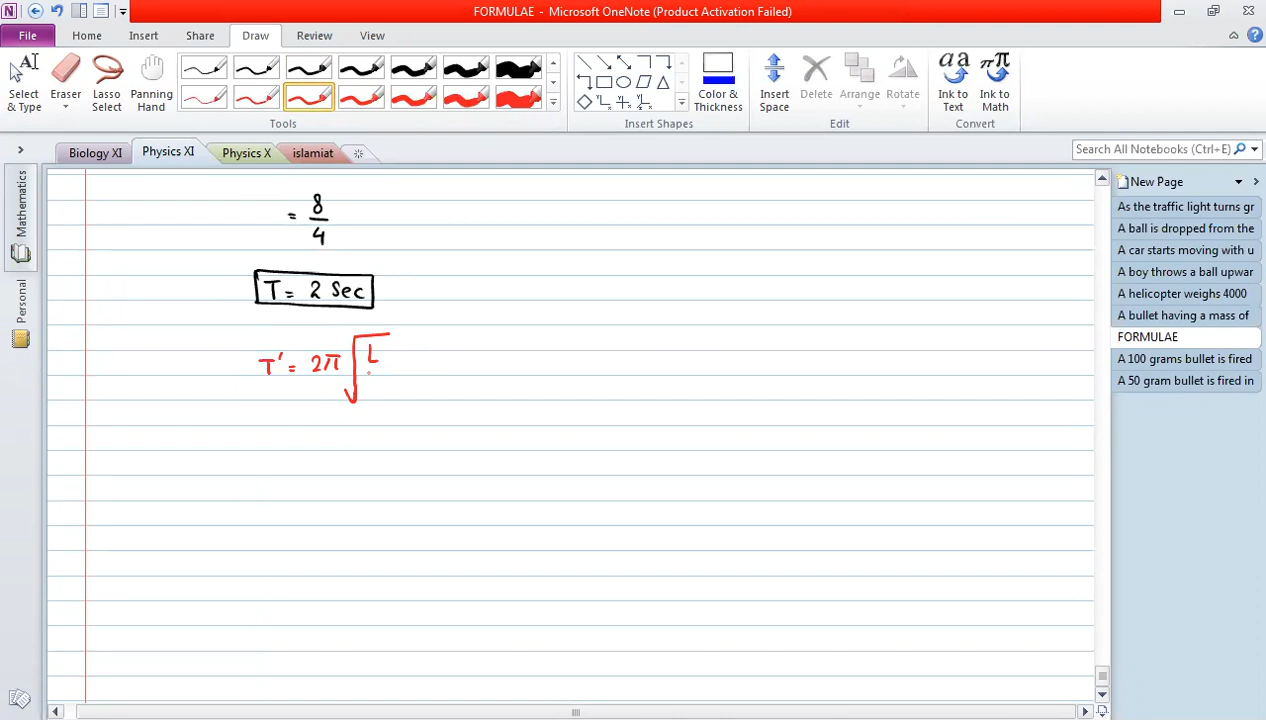 FORMULAE - Microsoft OneNote (Product Activation Failed)
File Home Insert Share Draw Review View
Select & Type
Eraser
Lasso Select
Panning Hand
Color & Thickness
Insert Space
Delete
Arrange
Rotate
Ink to Text
Ink to Math
Tools
Insert Shapes
Edit
Convert
Biology XI Physics XI Physics X islamiat
Search All Notebooks (Ctrl+E)
Mathematics
Personal
= 8/4
T = 2 Sec
T' = 2π √L
New Page
As the traffic light turns gr
A ball is dropped from the
A car starts moving with u
A boy throws a ball upwar
A helicopter weighs 4000
A bullet having a mass of
FORMULAE
A 100 grams bullet is fired
A 50 gram bullet is fired in